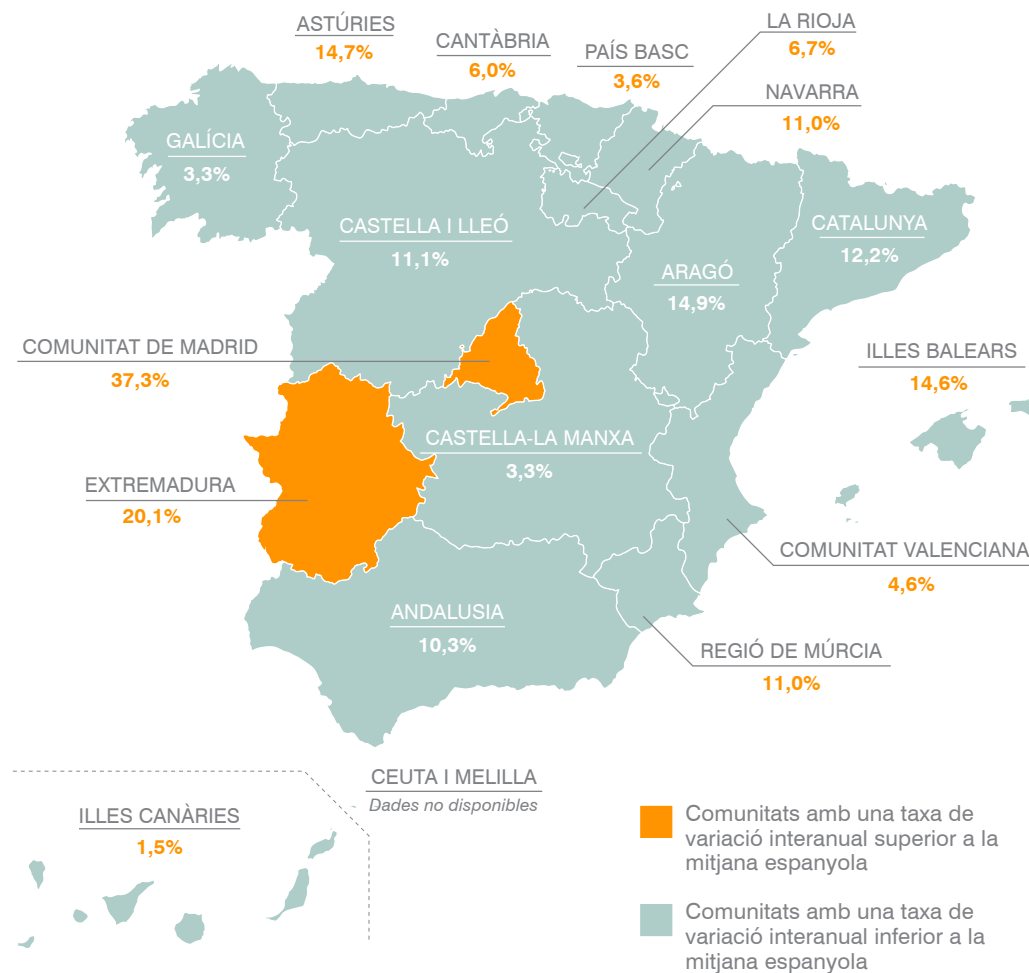 ASTÚRIES
14,7%
CANTÀBRIA
6,0%
PAÍS BASC
3,6%
LA RIOJA
6,7%
NAVARRA
11,0%
GALÍCIA
3,3%
CASTELLA I LLEÓ
11,1%
CATALUNYA
12,2%
ARAGÓ
14,9%
COMUNITAT DE MADRID
37,3%
ILLES BALEARS
14,6%
CASTELLA-LA MANXA
3,3%
EXTREMADURA
20,1%
COMUNITAT VALENCIANA
4,6%
ANDALUSIA
10,3%
REGIÓ DE MÚRCIA
11,0%
CEUTA I MELILLA
Dades no disponibles
ILLES CANÀRIES
1,5%
Comunitats amb una taxa de
variació interanual superior a la
mitjana espanyola
Comunitats amb una taxa de
variació interanual inferior a la
mitjana espanyola